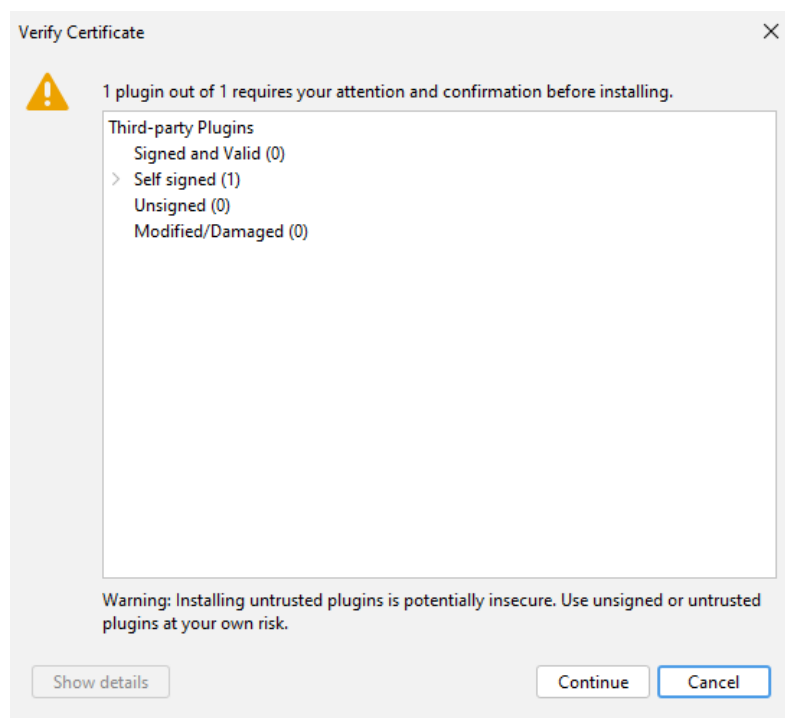 Verify Certificate
1 plugin out of 1 requires your attention and confirmation before installing.
Third-party Plugins
Signed and Valid (0)
Self signed (1)
Unsigned (0)
Modified/Damaged (0)
Warning: Installing untrusted plugins is potentially insecure. Use unsigned or untrusted
plugins at your own risk.
Show details
Continue
Cancel